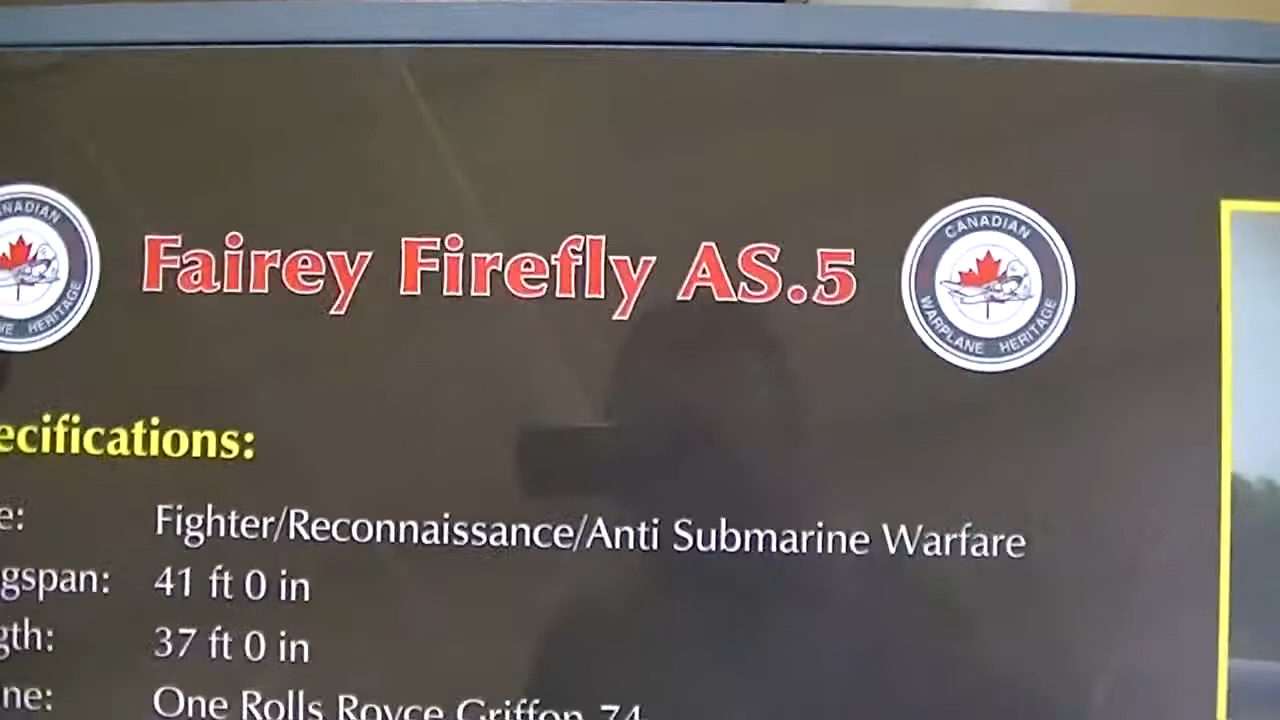 Fairey Firefly AS.5
CANADIAN
WARPLANE HERITAGE
HERITAGE
ecifications:
e: Fighter/Reconnaissance/Anti Submarine Warfare
gspan: 41 ft 0 in
gth: 37 ft 0 in
ne: One Rolls Royce Griffon 74